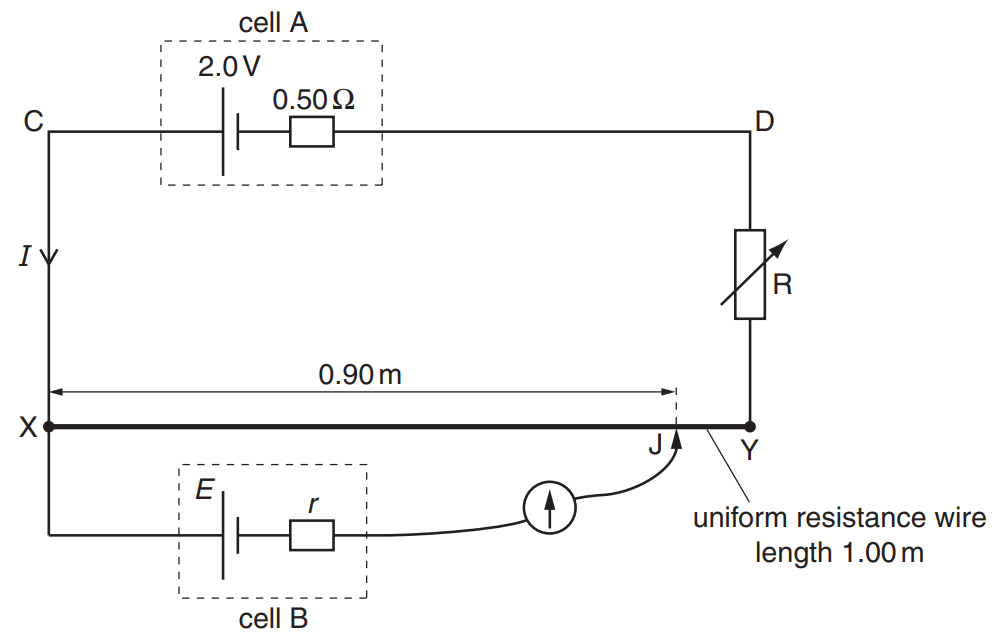 cell A
2.0 V
0.50 Ω
C
D
I
R
0.90 m
X
J
Y
E
r
uniform resistance wire
length 1.00 m
cell B